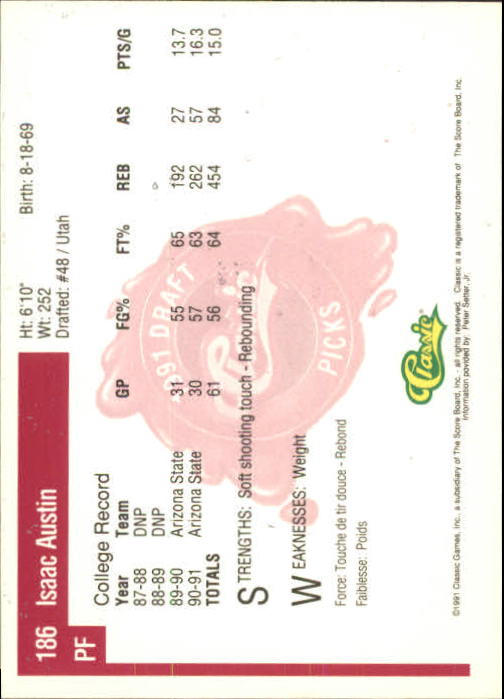 186 Isaac Austin
PF
Ht: 6'10" Birth: 8-18-69
Wt: 252
Drafted: #48 / Utah
College Record
Year Team GP FG% FT% REB AS PTS/G
87-88 DNP
88-89 DNP
89-90 Arizona State 31 55 65 192 27 13.7
90-91 Arizona State 30 57 63 262 57 16.3
TOTALS 61 56 64 454 84 15.0
STRENGTHS: Soft shooting touch - Rebounding
WEAKNESSES: Weight
Force: Touche de tir douce - Rebond
Faiblesse: Poids
1991 DRAFT
Classic
PICKS
Classic
©1991 Classic Games, Inc., a subsidiary of The Score Board, Inc. - all rights reserved. Classic is a registered trademark of The Score Board, Inc.
Information provided by: Peter Setter, Jr.